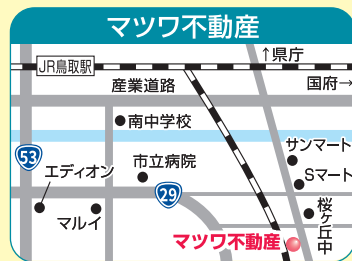 マツワ不動産
↑県庁
JR鳥取駅
産業道路
国府→
南中学校
サンマート
53
エディオン
市立病院
Sマート
29
桜ヶ丘中
マルイ
マツワ不動産